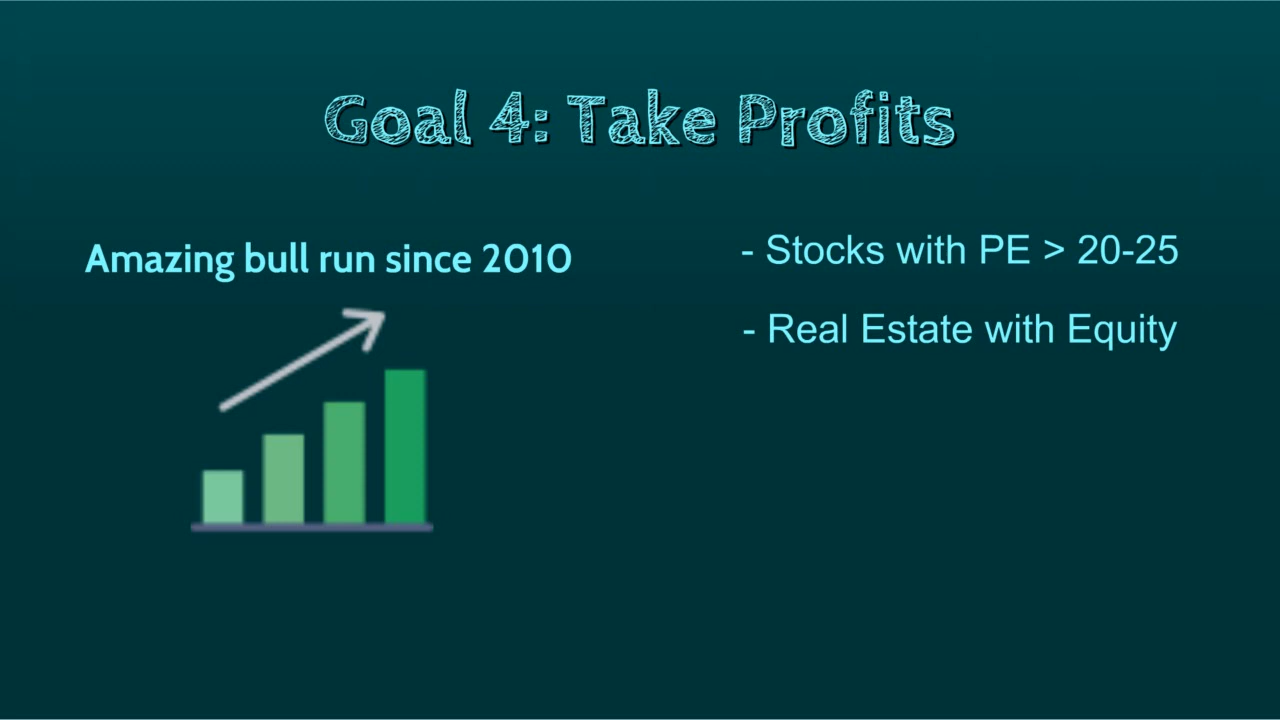 Goal 4: Take Profits
Amazing bull run since 2010
- Stocks with PE > 20-25
- Real Estate with Equity